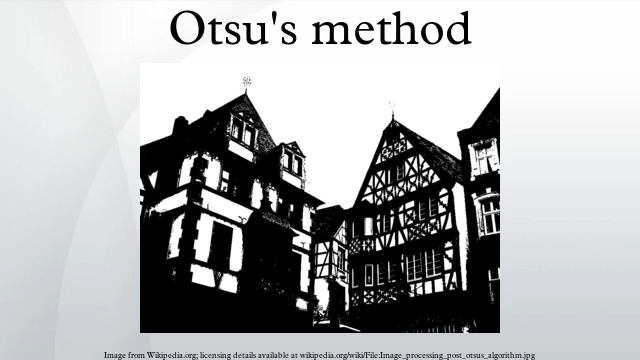 Otsu's method
Image from Wikipedia.org; licensing details available at wikipedia.org/wiki/File:Image_processing_post_otsus_algorithm.jpg